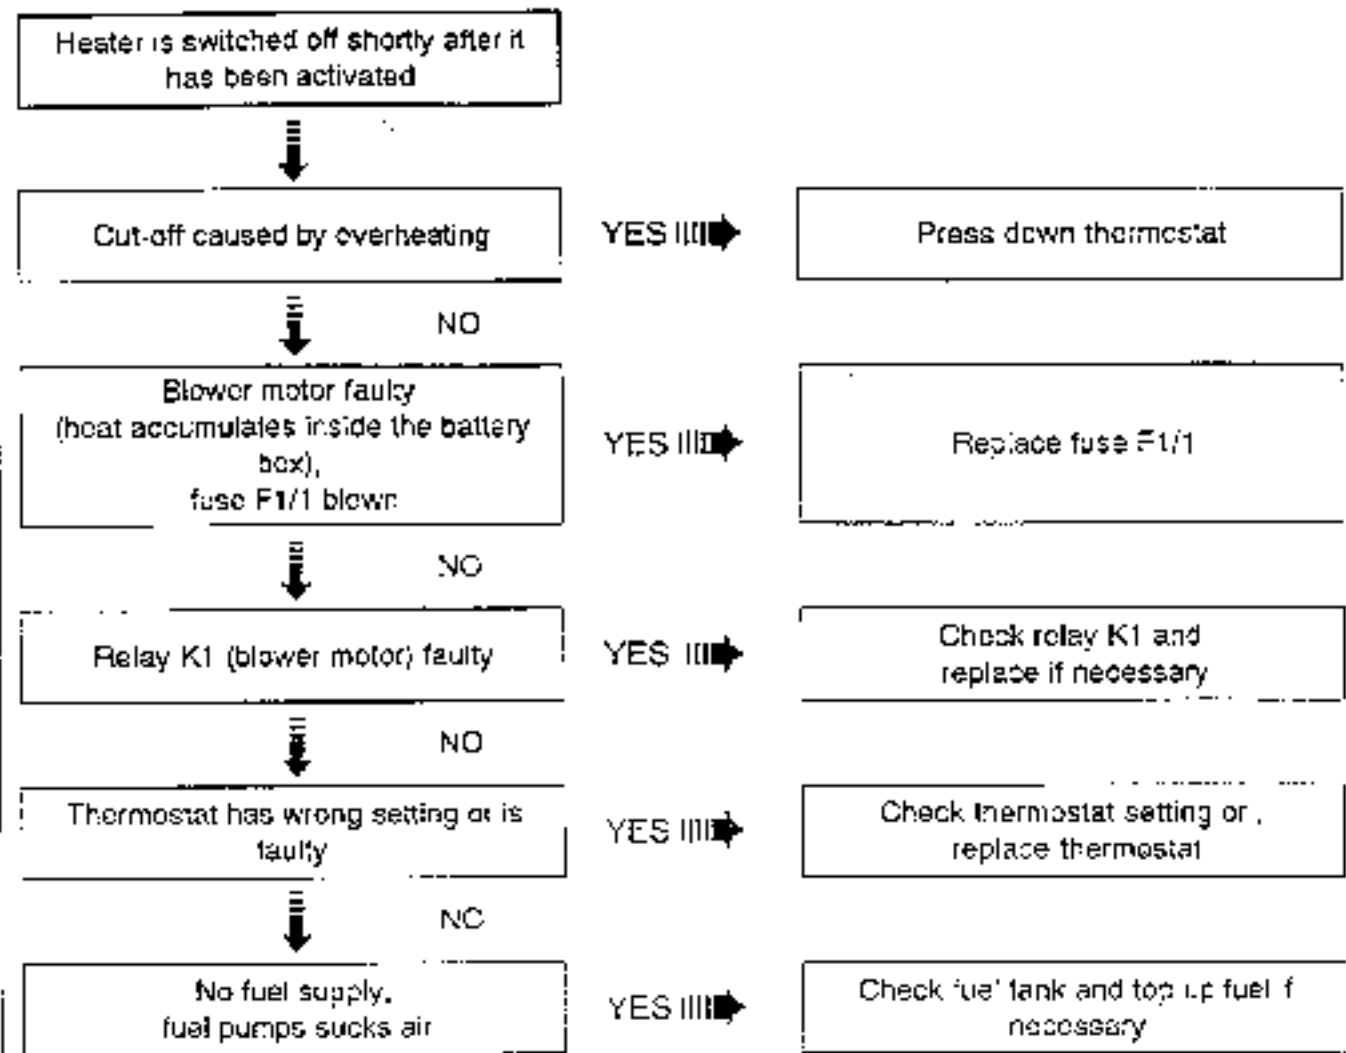 Heater is switched off shortly after it
has been activated
Cut-off caused by overheating
YES
Press down thermostat
NO
Blower motor faulty
(heat accumulates inside the battery
box),
fuse F1/1 blown
YES
Replace fuse F1/1
NO
Relay K1 (blower motor) faulty
YES
Check relay K1 and
replace if necessary
NO
Thermostat has wrong setting or is
faulty
YES
Check thermostat setting or
replace thermostat
NO
No fuel supply,
fuel pumps sucks air
YES
Check fuel tank and top up fuel if
necessary